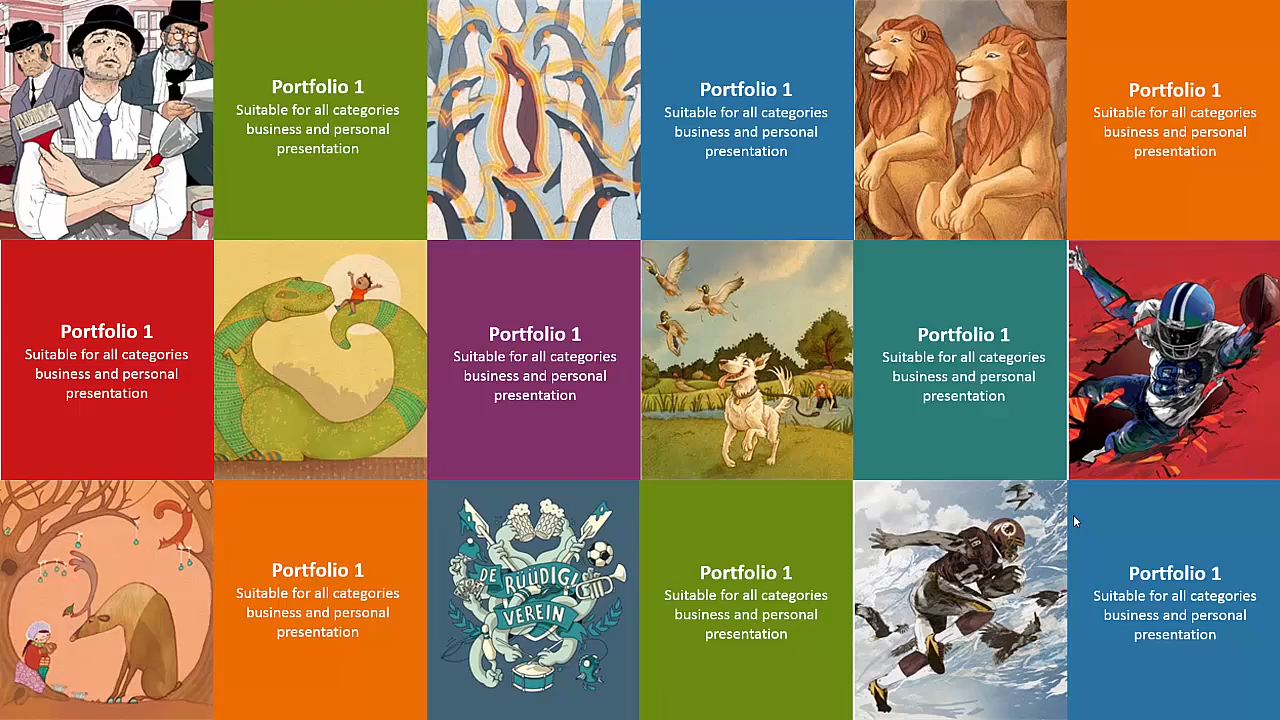 Portfolio 1
Suitable for all categories
business and personal
presentation
Portfolio 1
Suitable for all categories
business and personal
presentation
Portfolio 1
Suitable for all categories
business and personal
presentation
Portfolio 1
Suitable for all categories
business and personal
presentation
Portfolio 1
Suitable for all categories
business and personal
presentation
Portfolio 1
Suitable for all categories
business and personal
presentation
Portfolio 1
Suitable for all categories
business and personal
presentation
DE RÜÜDIGE
VEREIN
Portfolio 1
Suitable for all categories
business and personal
presentation
Portfolio 1
Suitable for all categories
business and personal
presentation